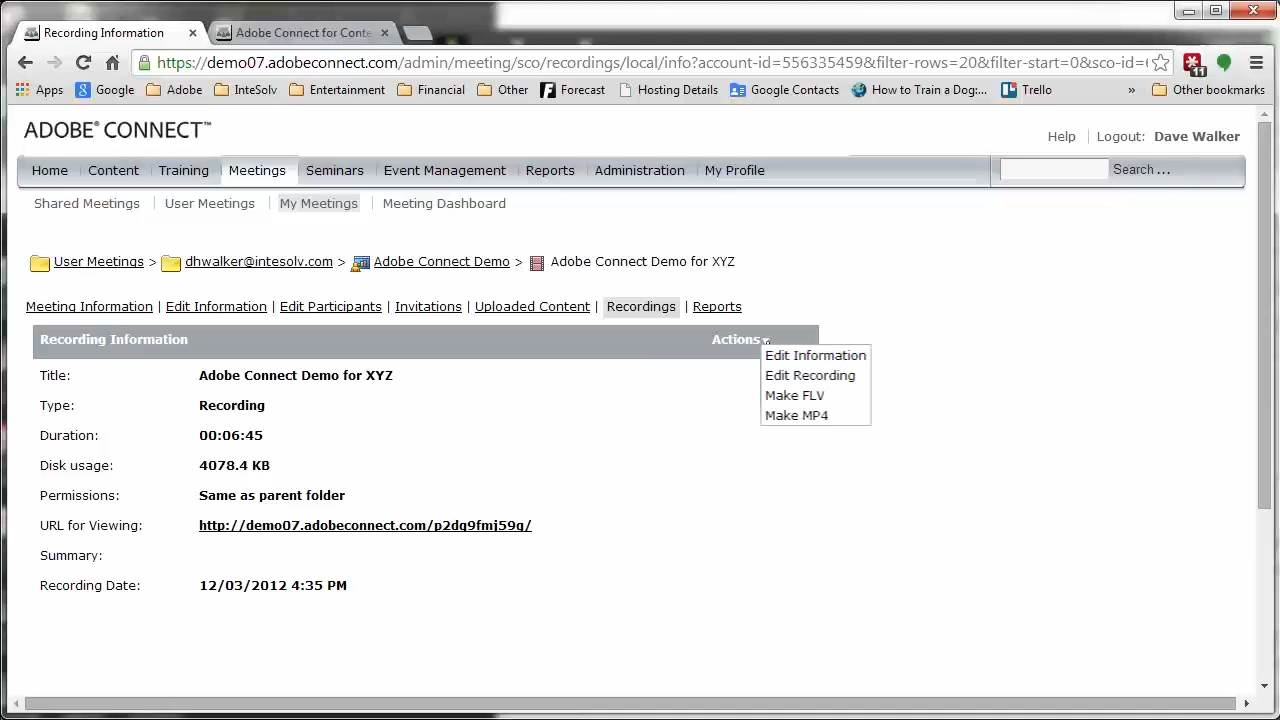 Recording Information
Adobe Connect for Conte
https://demo07.adobeconnect.com/admin/meeting/sco/recordings/local/info?account-id=556335459&filter-rows=20&filter-start=0&sco-id=
11
Apps Google Adobe InteSolv Entertainment Financial Other Forecast Hosting Details Google Contacts How to Train a Dog:... Trello » Other bookmarks
ADOBE® CONNECT™
Help Logout: Dave Walker
Home Content Training Meetings Seminars Event Management Reports Administration My Profile Search ...
Shared Meetings User Meetings My Meetings Meeting Dashboard
User Meetings > dhwalker@intesolv.com > Adobe Connect Demo > Adobe Connect Demo for XYZ
Meeting Information | Edit Information | Edit Participants | Invitations | Uploaded Content | Recordings | Reports
Recording Information Actions
Edit Information
Edit Recording
Make FLV
Make MP4
Title: Adobe Connect Demo for XYZ
Type: Recording
Duration: 00:06:45
Disk usage: 4078.4 KB
Permissions: Same as parent folder
URL for Viewing: http://demo07.adobeconnect.com/p2dq9fmj59g/
Summary:
Recording Date: 12/03/2012 4:35 PM